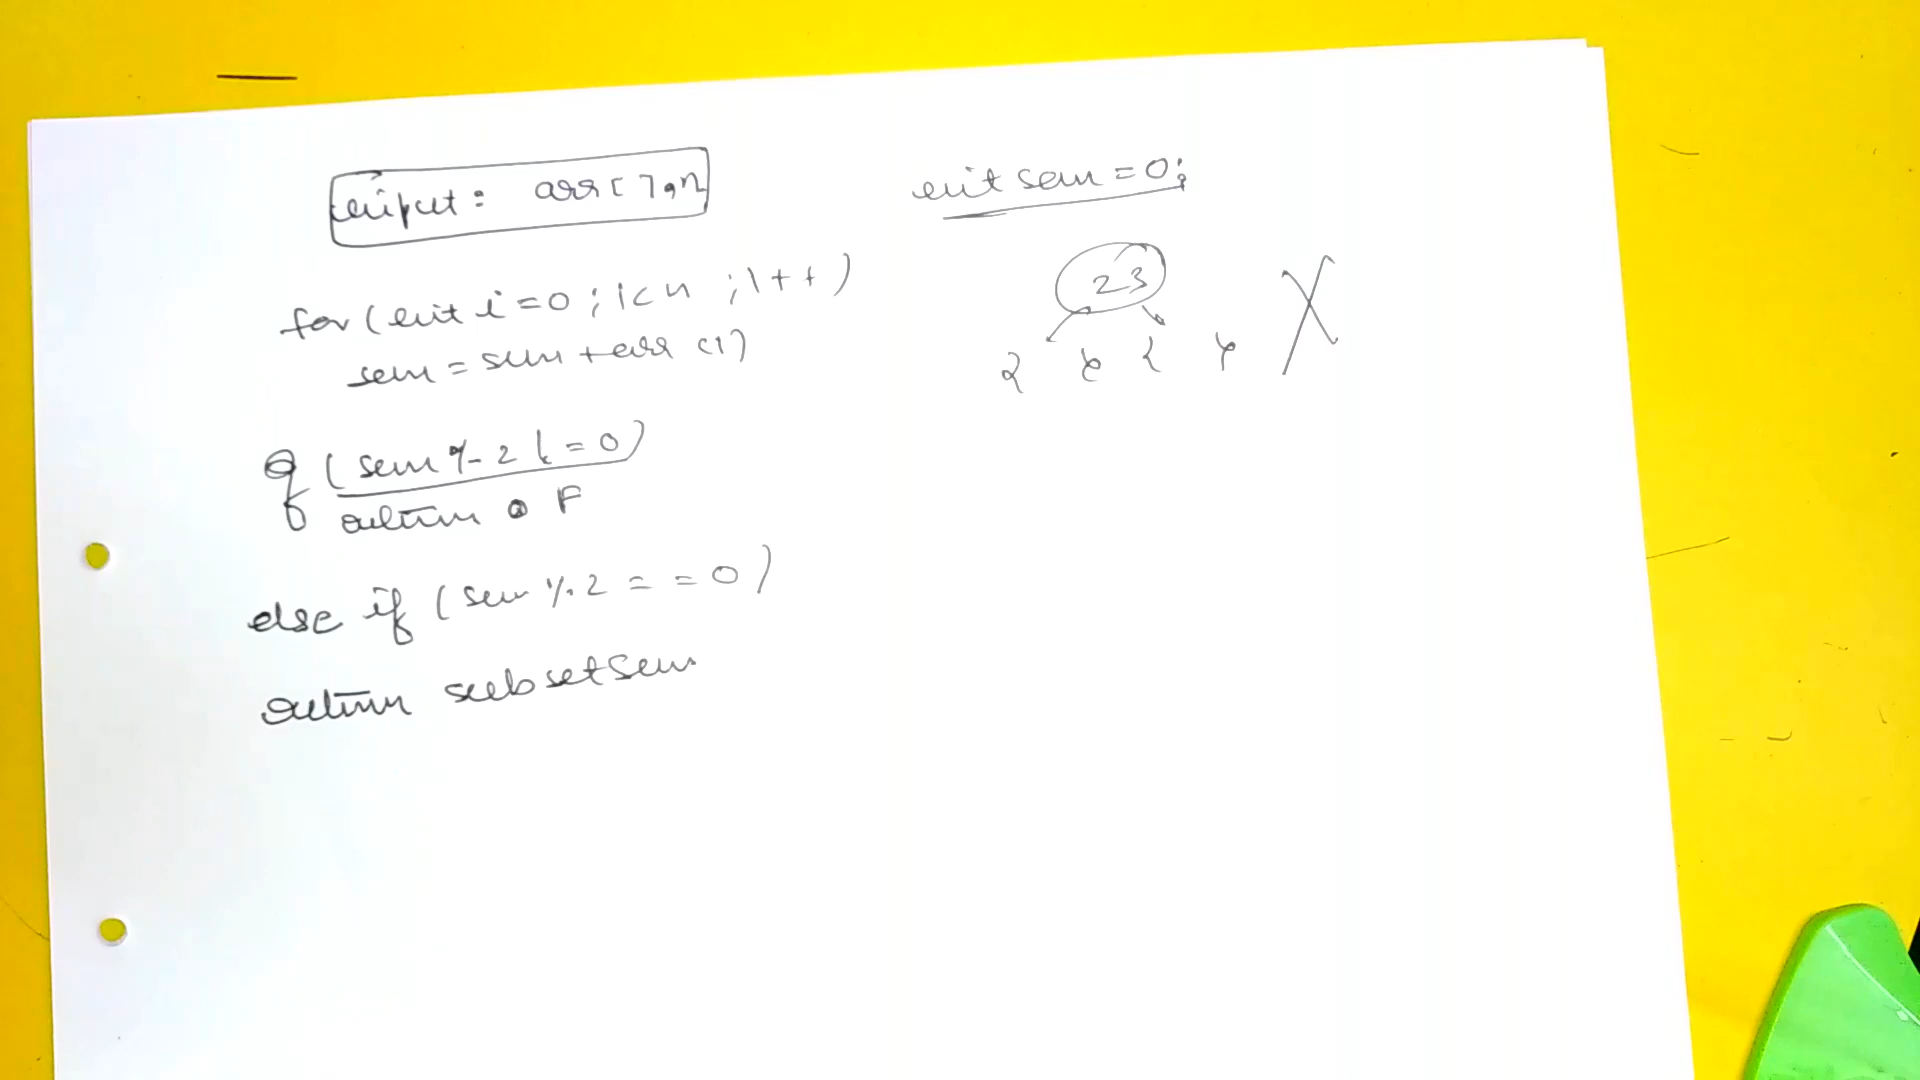 input: arr[], n
int sum = 0;
for (int i = 0; i < n; i++)
sum = sum + arr[i]
23
{ } { }
if (sum % 2 != 0)
return F
else if (sum % 2 == 0)
return subsetSum